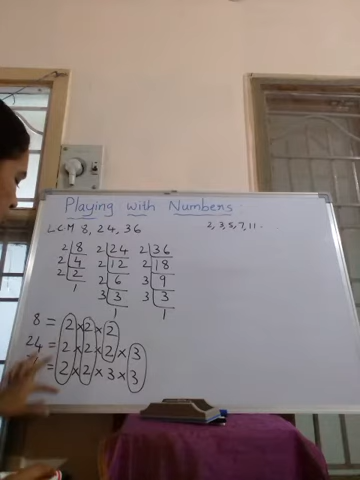 Playing with Numbers:
L.C.M 8, 24, 36
2, 3, 5, 7, 11.
2 8 2 24 2 36
2 4 2 12 2 18
2 2 2 6 3 9
1 3 3 3 3
1 1
8 = 2 × 2 × 2
24 = 2 × 2 × 2 × 3
= 2 × 2 × 3 × 3